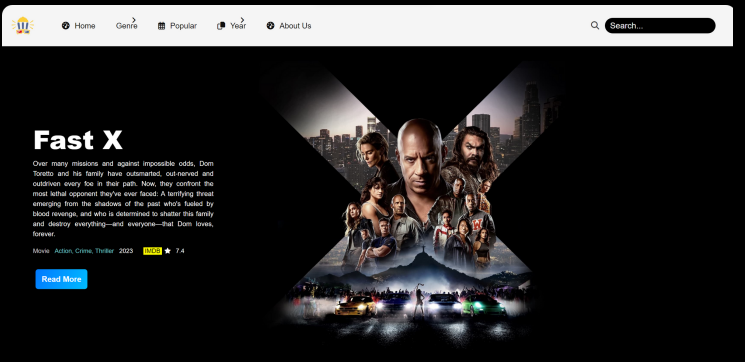 Home
Genre
Popular
Year
About Us
Search...
Fast X
Over many missions and against impossible odds, Dom
Toretto and his family have outsmarted, out-nerved and
outdriven every foe in their path. Now, they confront the
most lethal opponent they've ever faced: A terrifying threat
emerging from the shadows of the past who's fueled by
blood revenge, and who is determined to shatter this family
and destroy everything—and everyone—that Dom loves,
forever.
Movie Action, Crime, Thriller 2023 IMDB 7.4
Read More